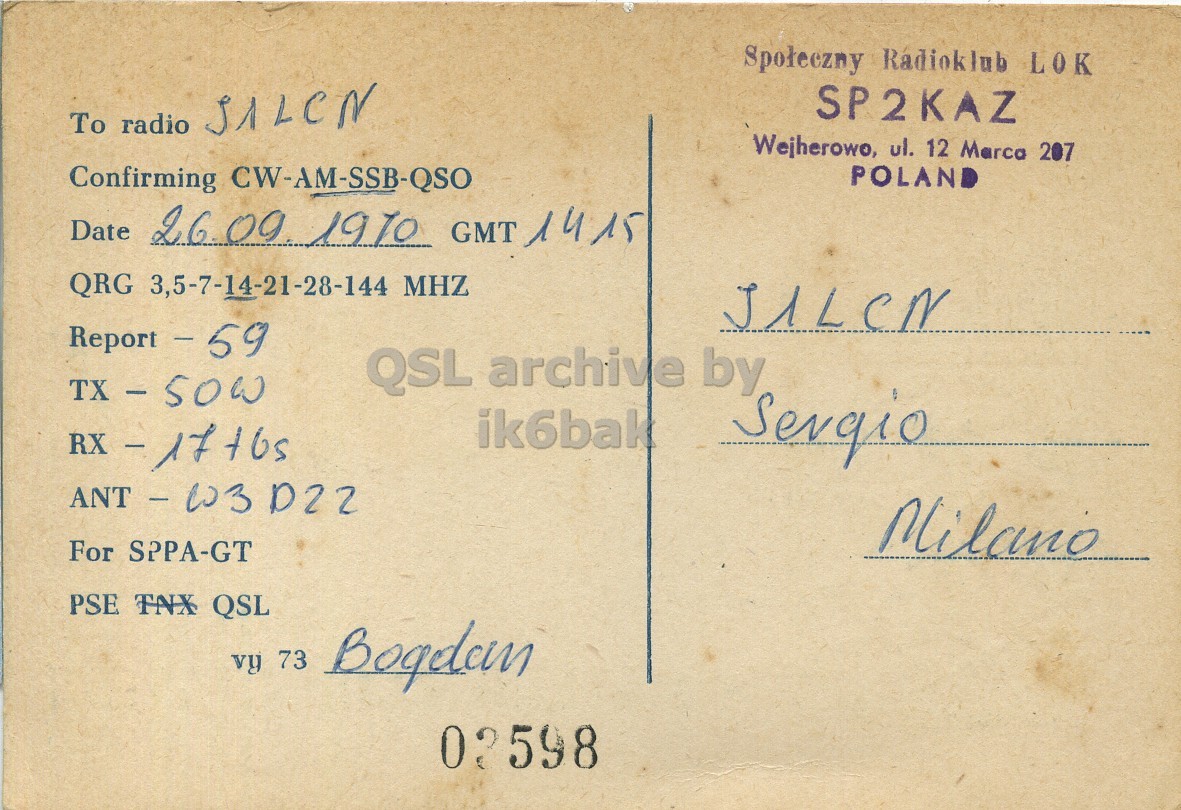 Społeczny Radioklub LOK
SP2KAZ
Wejherowo, ul. 12 Marca 207
POLAND
To radio I1LCN
Confirming CW-AM-SSB-QSO
Date 26.09.1970 GMT 1415
QRG 3,5-7-14-21-28-144 MHZ
Report - 59
TX - 50W
RX - 17 tbs
ANT - W3DZZ
For SPPA-GT
PSE TNX QSL
vy 73 Bogdan
I1LCN
Sergio
Milano
QSL archive by
ik6bak